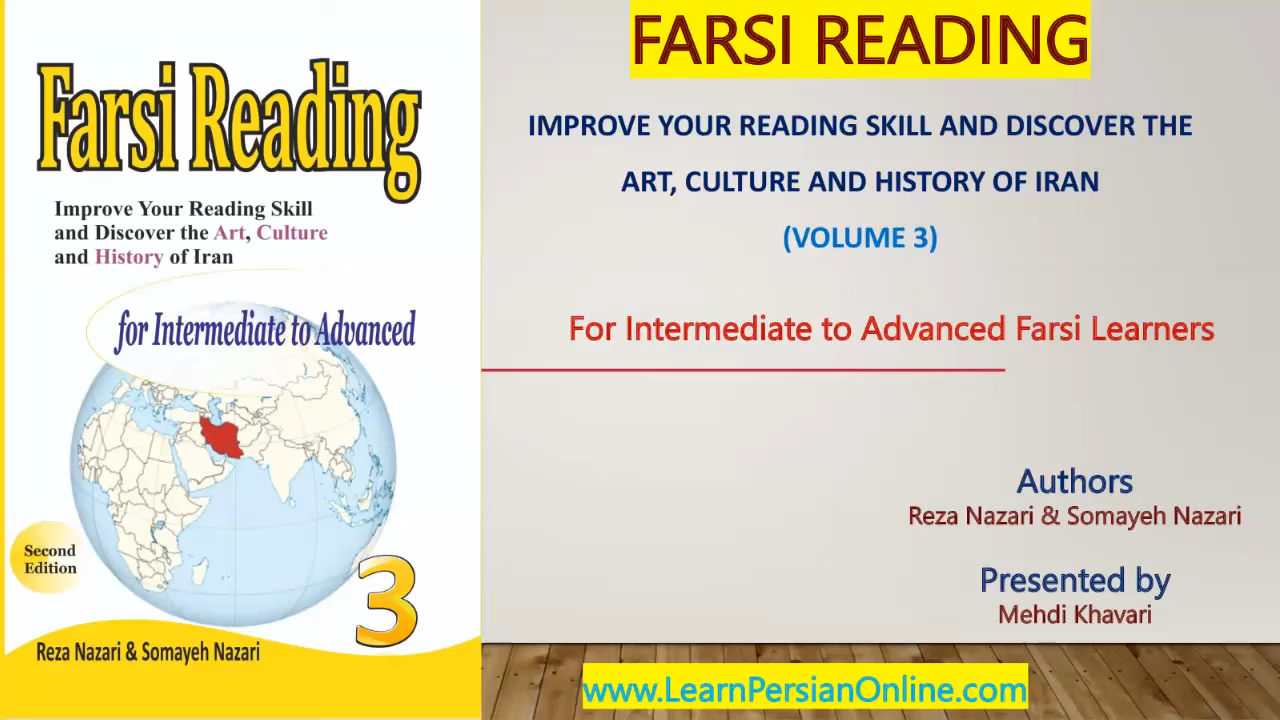 Farsi Reading
Improve Your Reading Skill
and Discover the Art, Culture
and History of Iran
for Intermediate to Advanced
Second
Edition
3
Reza Nazari & Somayeh Nazari
FARSI READING
IMPROVE YOUR READING SKILL AND DISCOVER THE
ART, CULTURE AND HISTORY OF IRAN
(VOLUME 3)
For Intermediate to Advanced Farsi Learners
Authors
Reza Nazari & Somayeh Nazari
Presented by
Mehdi Khavari
www.LearnPersianOnline.com